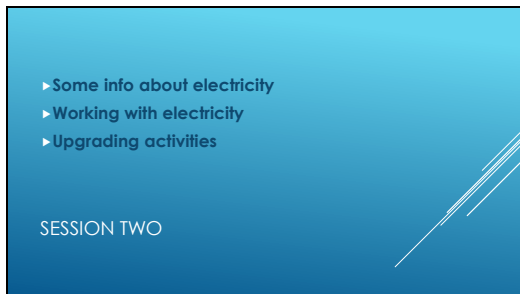 Some info about electricity
Working with electricity
Upgrading activities
SESSION TWO